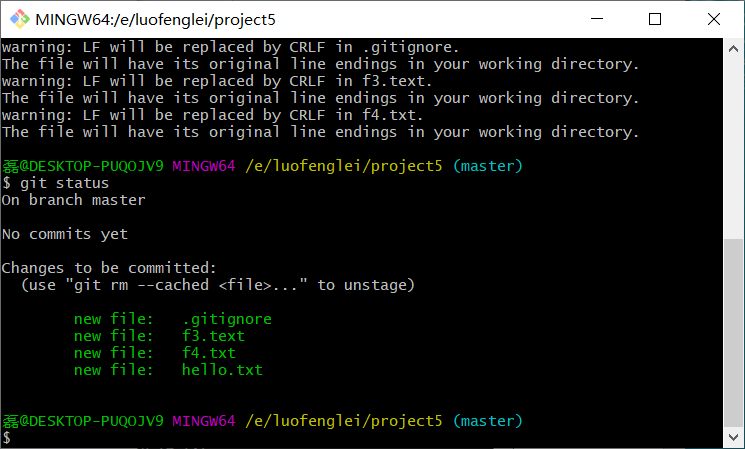 MINGW64:/e/luofenglei/project5
warning: LF will be replaced by CRLF in .gitignore.
The file will have its original line endings in your working directory.
warning: LF will be replaced by CRLF in f3.text.
The file will have its original line endings in your working directory.
warning: LF will be replaced by CRLF in f4.txt.
The file will have its original line endings in your working directory.
磊@DESKTOP-PUQOJV9 MINGW64 /e/luofenglei/project5 (master)
$ git status
On branch master
No commits yet
Changes to be committed:
  (use "git rm --cached <file>..." to unstage)
        new file:   .gitignore
        new file:   f3.text
        new file:   f4.txt
        new file:   hello.txt
磊@DESKTOP-PUQOJV9 MINGW64 /e/luofenglei/project5 (master)
$